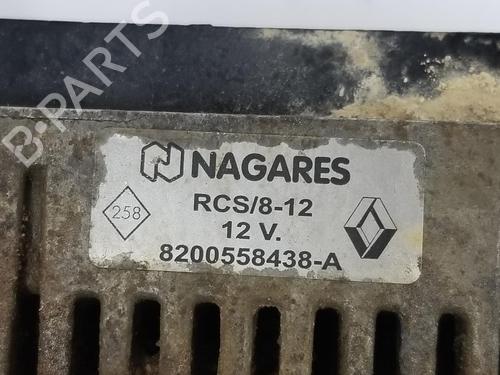 B-PARTS
NAGARES
258
RCS/8-12
12 V.
8200558438-A